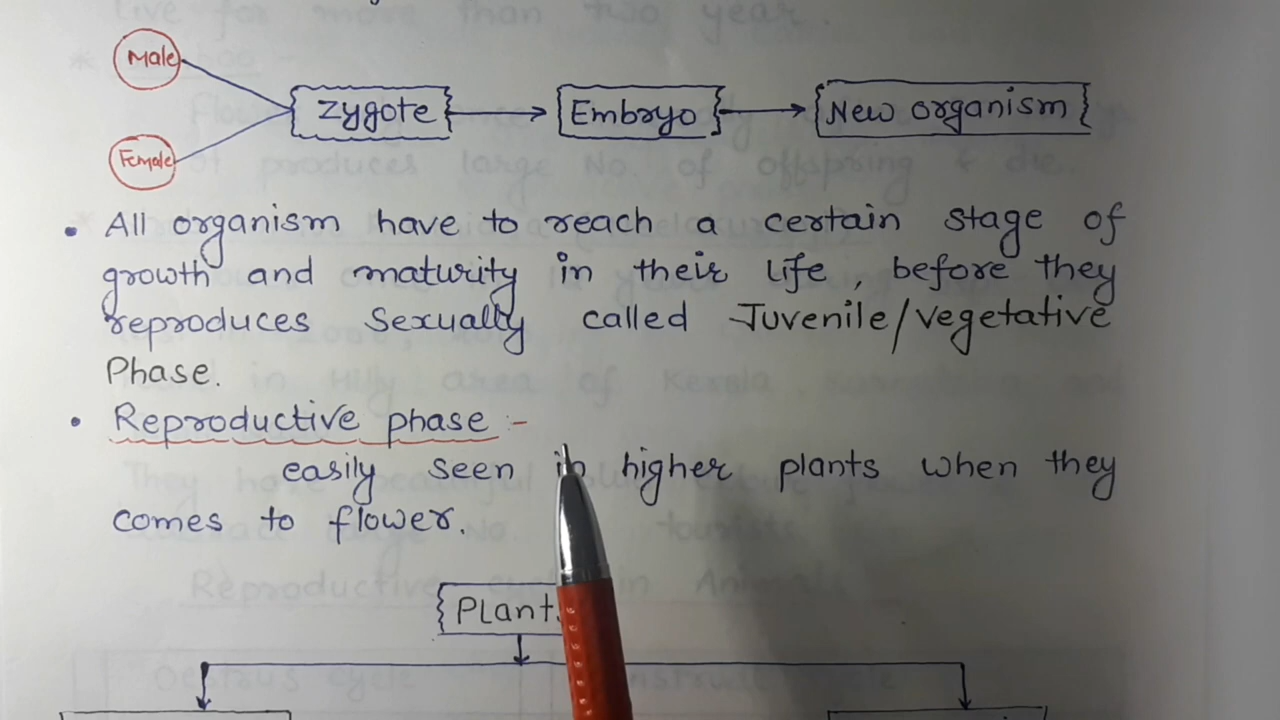 Male
Female
Zygote
Embryo
New organism
• All organism have to reach a certain stage of
growth and maturity in their life, before they
reproduces sexually called Juvenile/vegetative
Phase.
• Reproductive phase :-
easily seen in higher plants when they
comes to flower.
Plant